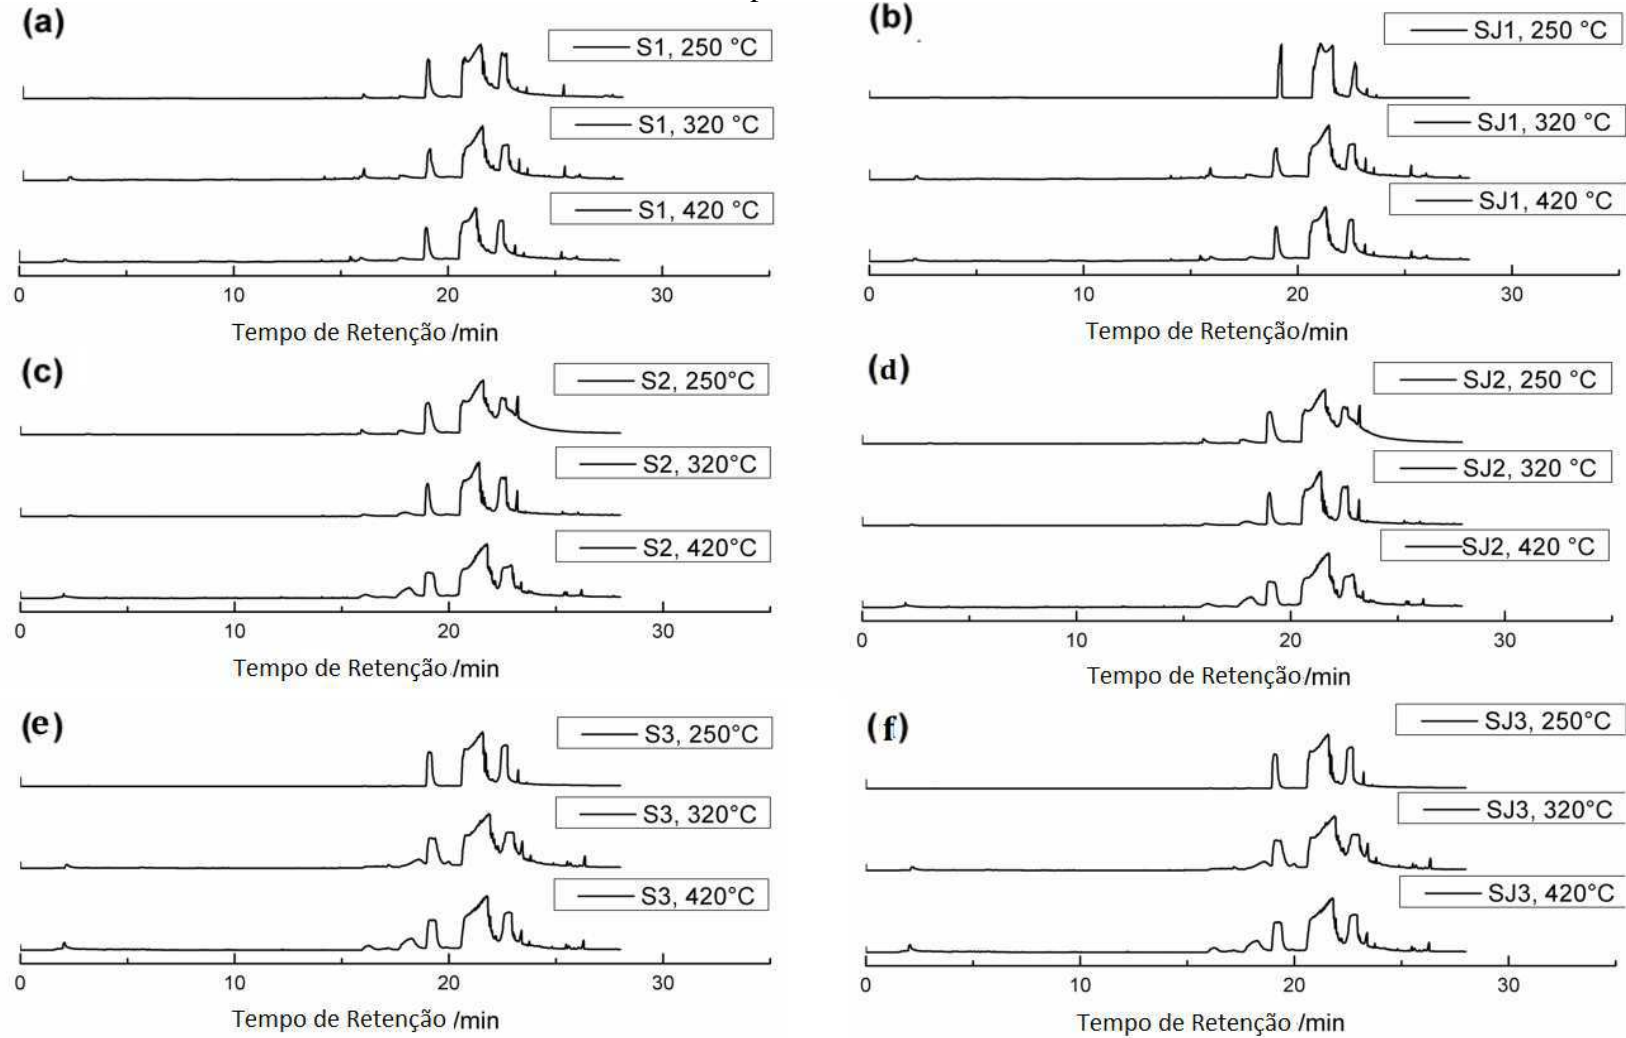 (a)
S1, 250 °C
S1, 320 °C
S1, 420 °C
0 10 20 30
Tempo de Retenção /min
(b)
SJ1, 250 °C
SJ1, 320 °C
SJ1, 420 °C
0 10 20 30
Tempo de Retenção/min
(c)
S2, 250°C
S2, 320°C
S2, 420°C
0 10 20 30
Tempo de Retenção./min
(d)
SJ2, 250 °C
SJ2, 320 °C
SJ2, 420 °C
0 10 20 30
Tempo de Retenção /min
(e)
S3, 250°C
S3, 320°C
S3, 420°C
0 10 20 30
Tempo de Retenção /min
(f)
SJ3, 250°C
SJ3, 320°C
SJ3, 420°C
0 10 20 30
Tempo de Retenção /min